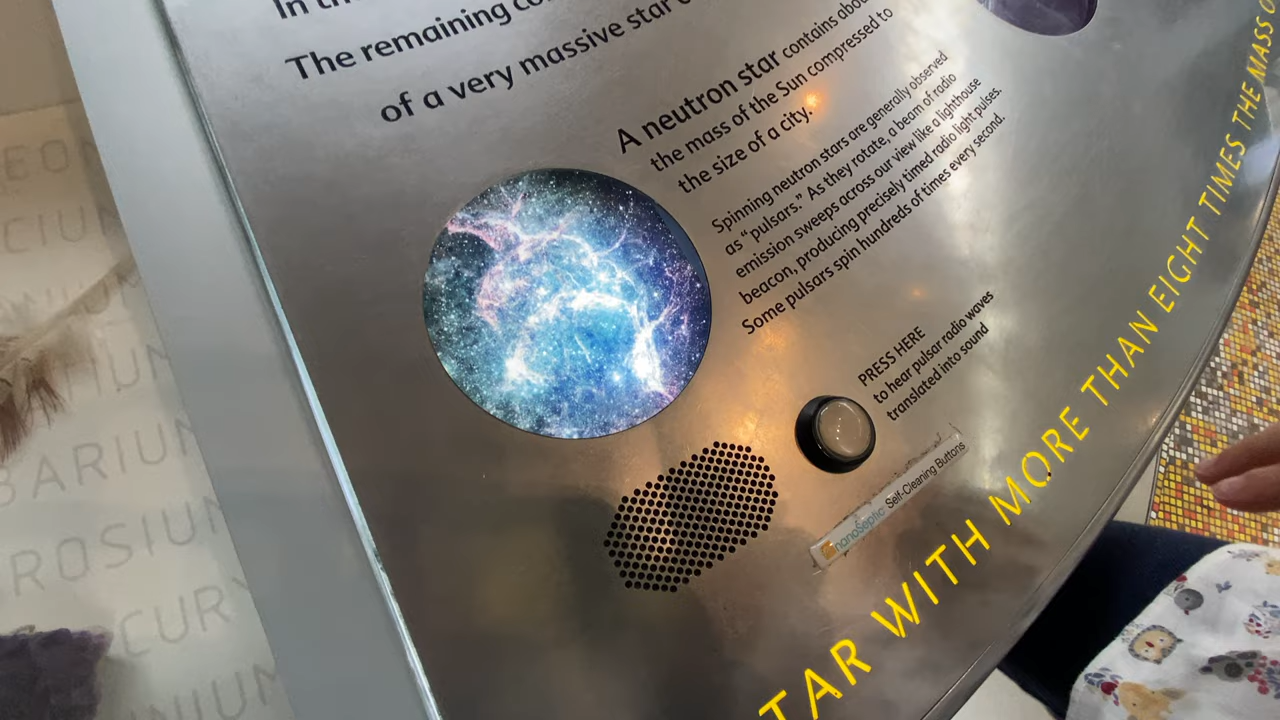 In
The remaining
of a very massive star
A neutron star contains
the mass of the Sun compressed to
the size of a city.
Spinning neutron stars are generally observed
as “pulsars.” As they rotate, a beam of radio
emission sweeps across our view like a lighthouse
beacon, producing precisely timed radio light pulses.
Some pulsars spin hundreds of times every second.
PRESS HERE
to hear pulsar radio waves
translated into sound
nanoSeptic Self-Cleaning Buttons
TAR WITH MORE THAN EIGHT TIMES THE MASS
BARIUM
CURY